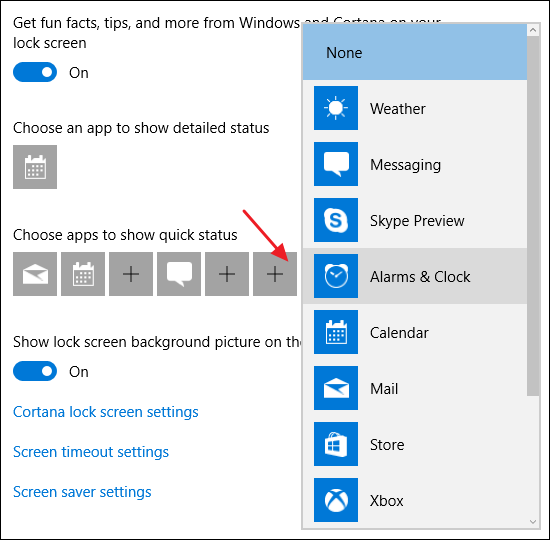 Get fun facts, tips, and more from Windows and Cortana on your
lock screen
On
Choose an app to show detailed status
Choose apps to show quick status
Show lock screen background picture on the
On
Cortana lock screen settings
Screen timeout settings
Screen saver settings
None
Weather
Messaging
Skype Preview
Alarms & Clock
Calendar
Mail
Store
Xbox